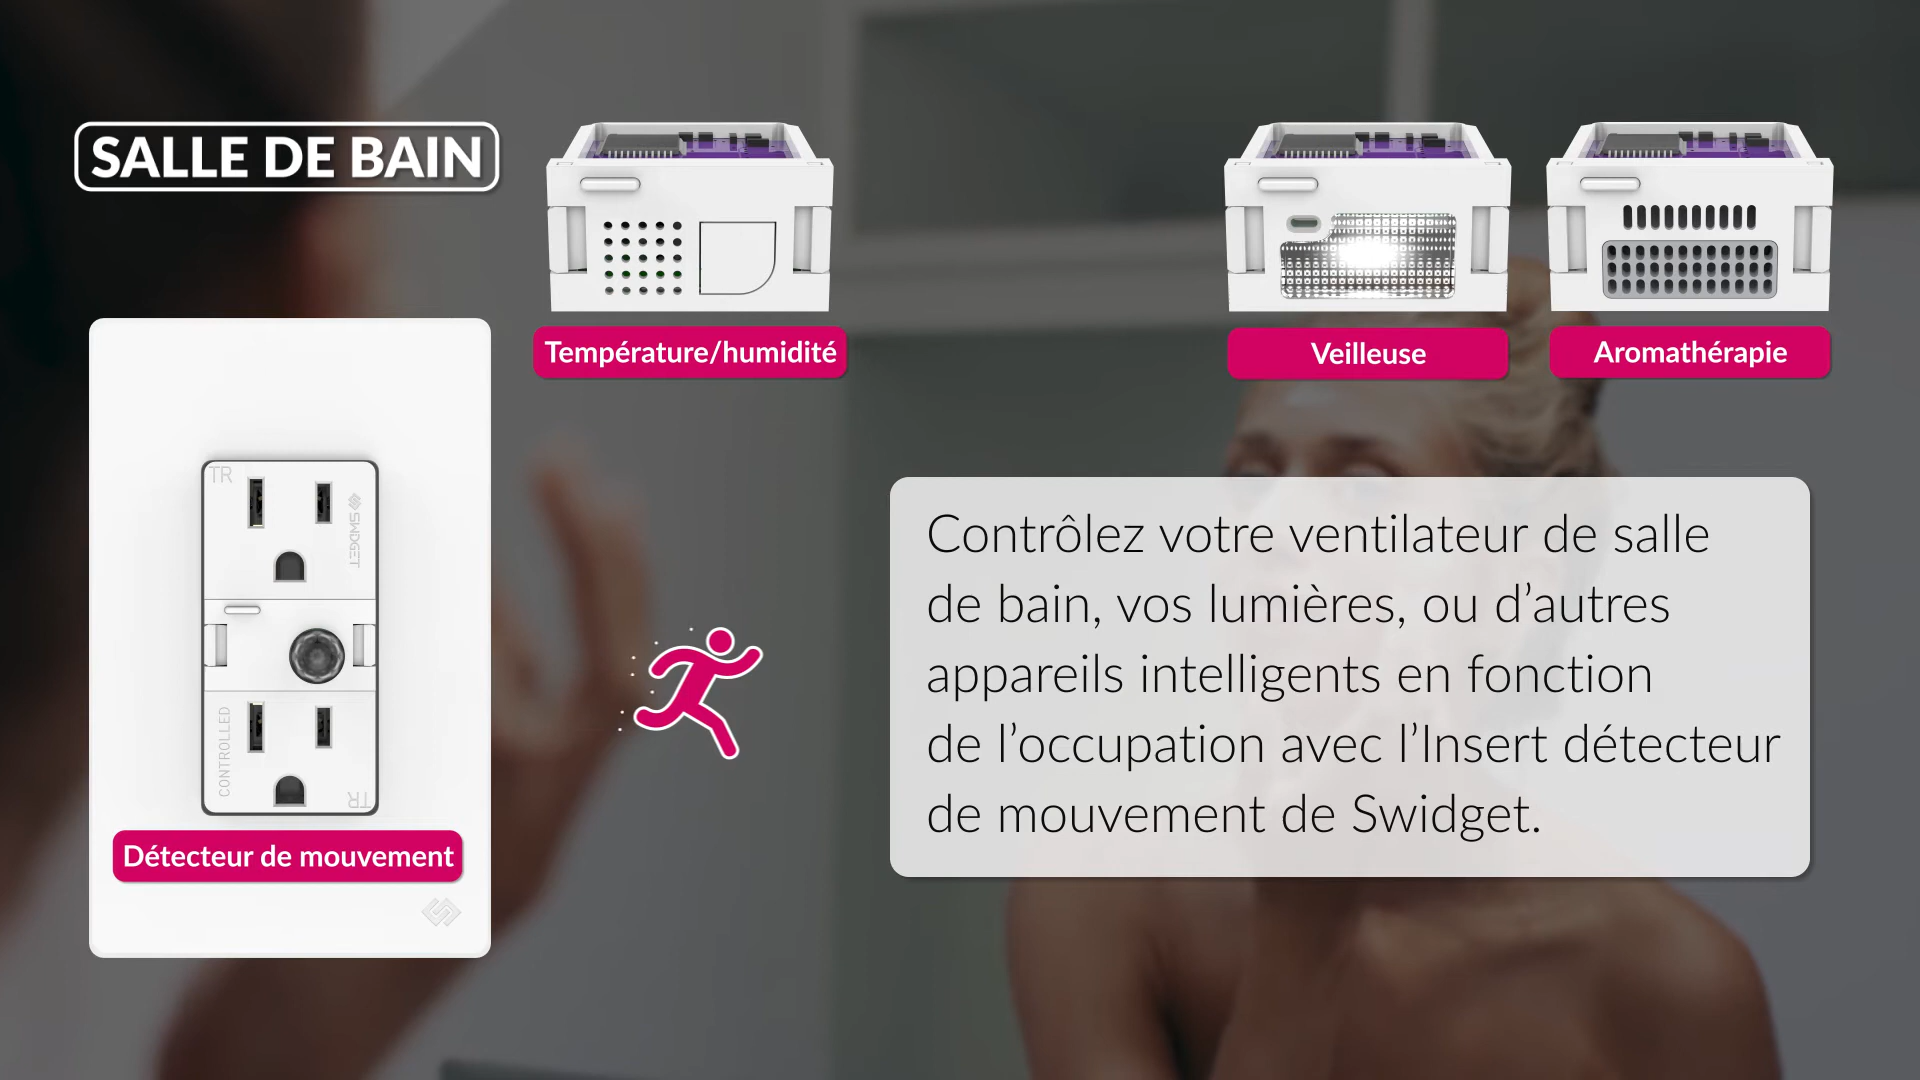 SALLE DE BAIN
Température/humidité
Veilleuse
Aromathérapie
TR
SWIDGET
CONTROLLED
TR
Détecteur de mouvement
Contrôlez votre ventilateur de salle
de bain, vos lumières, ou d’autres
appareils intelligents en fonction
de l’occupation avec l’Insert détecteur
de mouvement de Swidget.